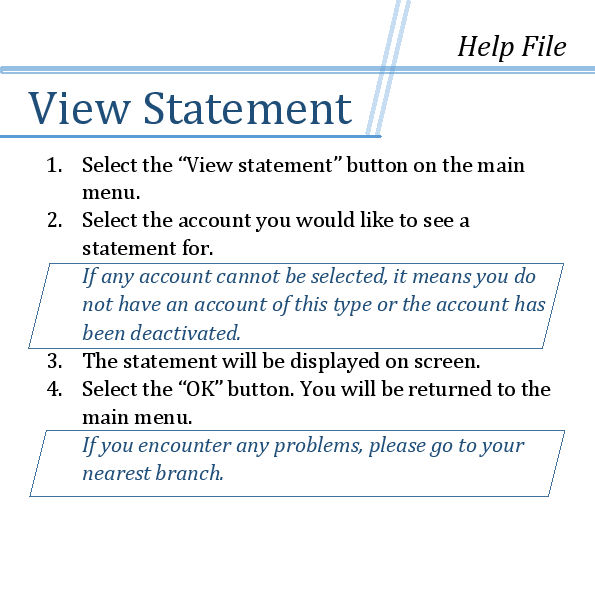 Help File
View Statement
1. Select the “View statement” button on the main
menu.
2. Select the account you would like to see a
statement for.
If any account cannot be selected, it means you do
not have an account of this type or the account has
been deactivated.
3. The statement will be displayed on screen.
4. Select the “OK” button. You will be returned to the
main menu.
If you encounter any problems, please go to your
nearest branch.